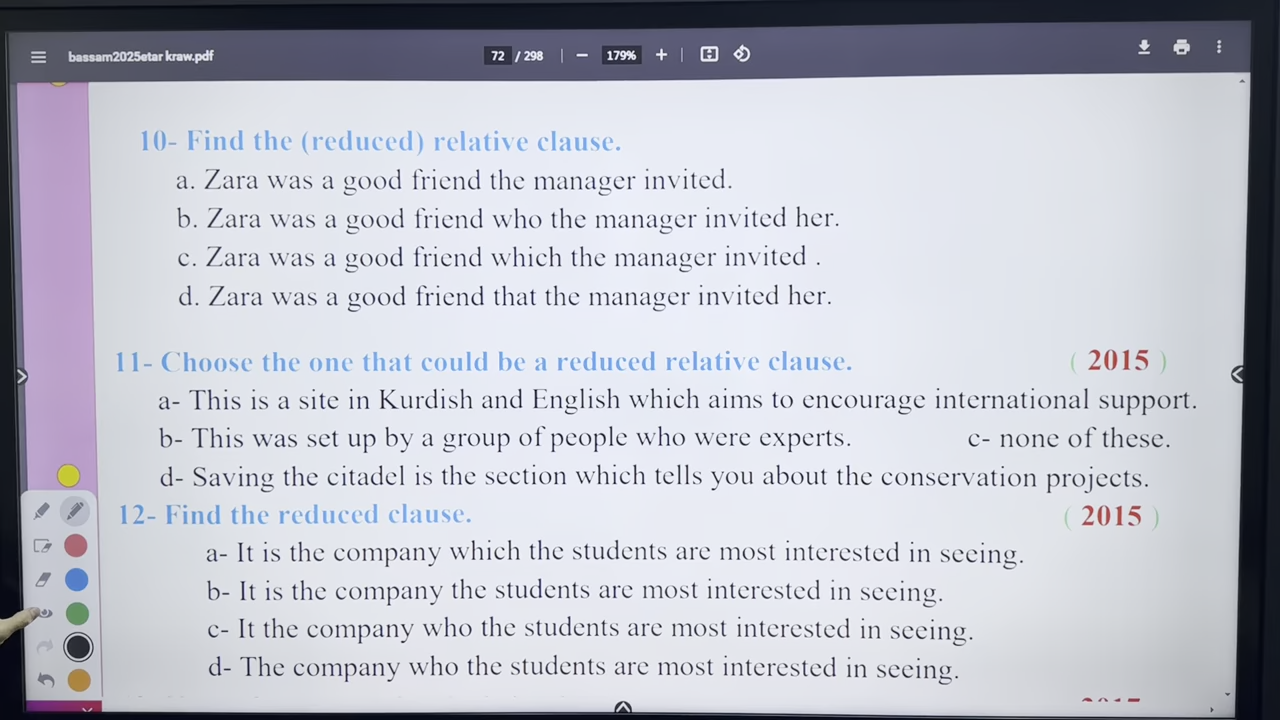 bassam2025etar kraw.pdf
72 / 298
179%
10- Find the (reduced) relative clause.
a. Zara was a good friend the manager invited.
b. Zara was a good friend who the manager invited her.
c. Zara was a good friend which the manager invited .
d. Zara was a good friend that the manager invited her.
11- Choose the one that could be a reduced relative clause. ( 2015 )
a- This is a site in Kurdish and English which aims to encourage international support.
b- This was set up by a group of people who were experts. c- none of these.
d- Saving the citadel is the section which tells you about the conservation projects.
12- Find the reduced clause. ( 2015 )
a- It is the company which the students are most interested in seeing.
b- It is the company the students are most interested in seeing.
c- It the company who the students are most interested in seeing.
d- The company who the students are most interested in seeing.